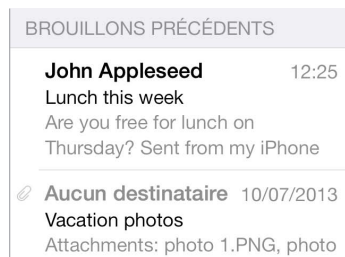 BROUILLONS PRÉCÉDENTS
John Appleseed 12:25
Lunch this week
Are you free for lunch on
Thursday? Sent from my iPhone
Aucun destinataire 10/07/2013
Vacation photos
Attachments: photo 1.PNG, photo